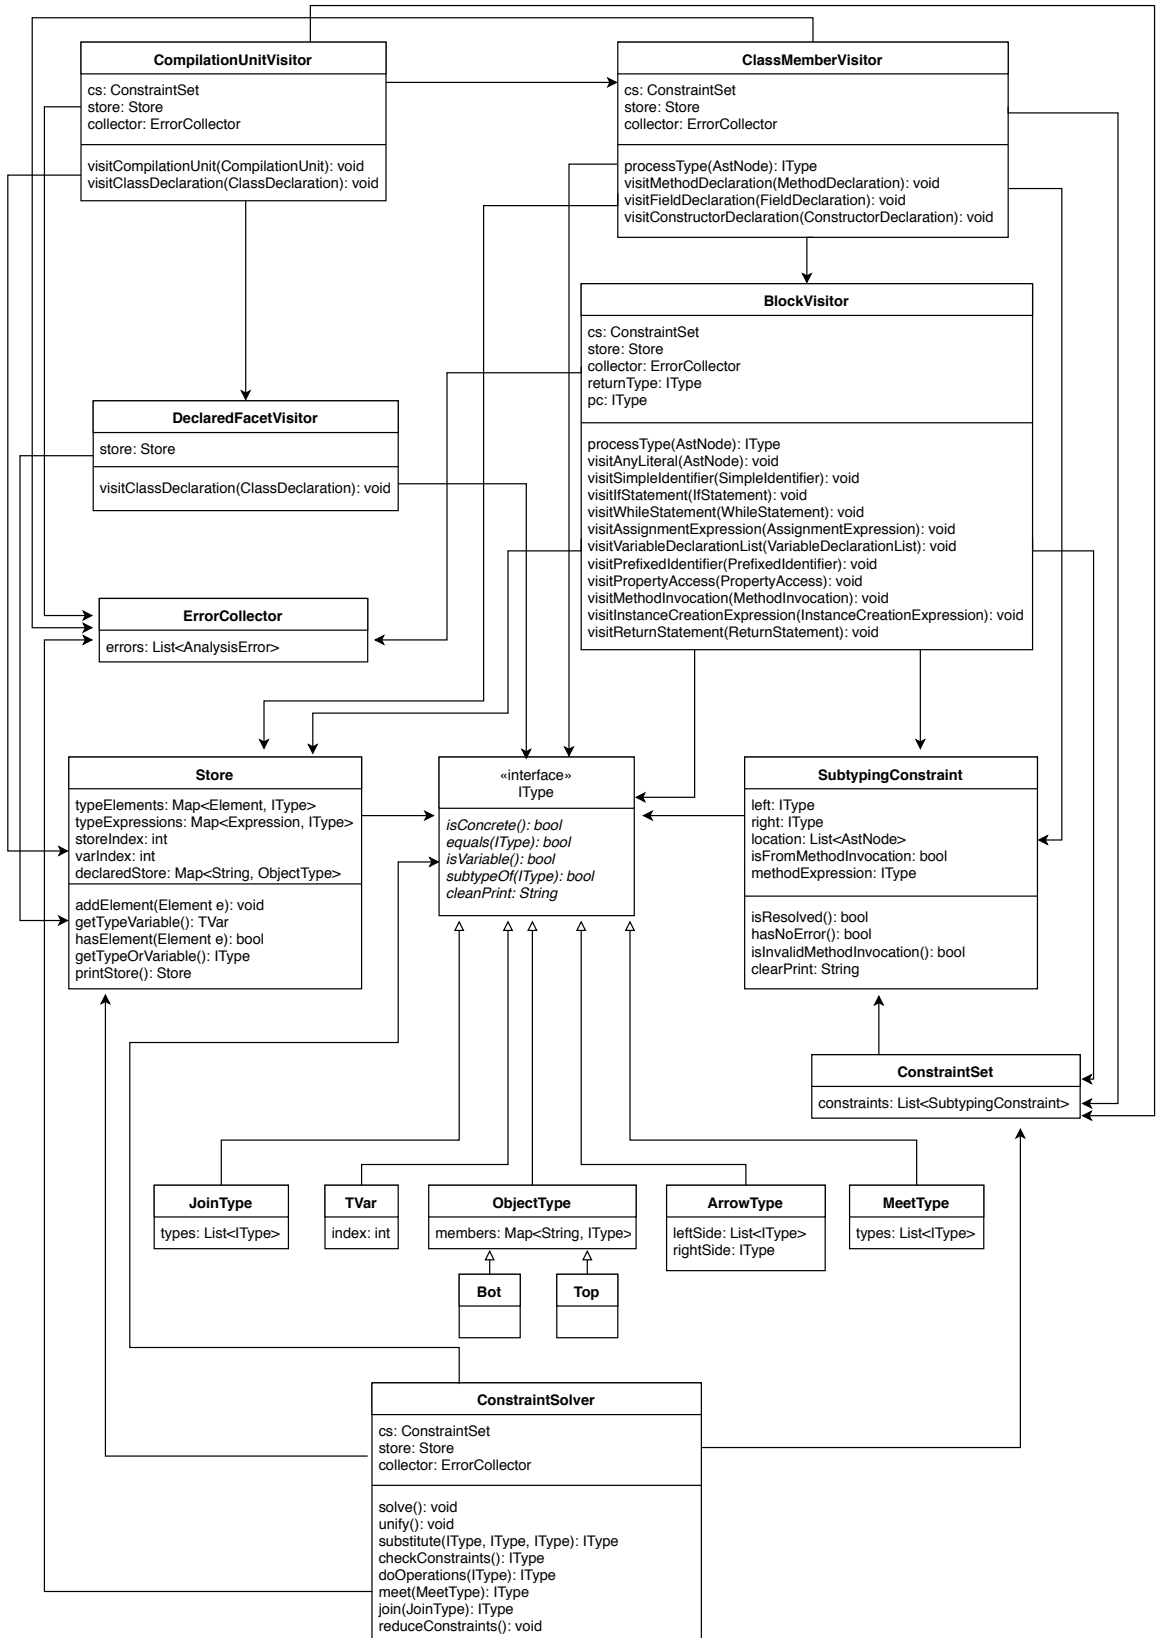 CompilationUnitVisitor
cs: ConstraintSet
store: Store
collector: ErrorCollector
visitCompilationUnit(CompilationUnit): void
visitClassDeclaration(ClassDeclaration): void
ClassMemberVisitor
cs: ConstraintSet
store: Store
collector: ErrorCollector
processType(AstNode): IType
visitMethodDeclaration(MethodDeclaration): void
visitFieldDeclaration(FieldDeclaration): void
visitConstructorDeclaration(ConstructorDeclaration): void
BlockVisitor
cs: ConstraintSet
store: Store
collector: ErrorCollector
returnType: IType
pc: IType
processType(AstNode): IType
visitAnyLiteral(AstNode): void
visitSimpleIdentifier(SimpleIdentifier): void
visitIfStatement(IfStatement): void
visitWhileStatement(WhileStatement): void
visitAssignmentExpression(AssignmentExpression): void
visitVariableDeclarationList(VariableDeclarationList): void
visitPrefixedIdentifier(PrefixedIdentifier): void
visitPropertyAccess(PropertyAccess): void
visitMethodInvocation(MethodInvocation): void
visitInstanceCreationExpression(InstanceCreationExpression): void
visitReturnStatement(ReturnStatement): void
DeclaredFacetVisitor
store: Store
visitClassDeclaration(ClassDeclaration): void
ErrorCollector
errors: List<AnalysisError>
Store
typeElements: Map<Element, IType>
typeExpressions: Map<Expression, IType>
storeIndex: int
varIndex: int
declaredStore: Map<String, ObjectType>
addElement(Element e): void
getTypeVariable(): TVar
hasElement(Element e): bool
getTypeOrVariable(): IType
printStore(): Store
«interface»
IType
isConcrete(): bool
equals(IType): bool
isVariable(): bool
subtypeOf(IType): bool
cleanPrint: String
SubtypingConstraint
left: IType
right: IType
location: List<AstNode>
isFromMethodInvocation: bool
methodExpression: IType
isResolved(): bool
hasNoError(): bool
isInvalidMethodInvocation(): bool
clearPrint: String
ConstraintSet
constraints: List<SubtypingConstraint>
JoinType
types: List<IType>
TVar
index: int
ObjectType
members: Map<String, IType>
ArrowType
leftSide: List<IType>
rightSide: IType
MeetType
types: List<IType>
Bot
Top
ConstraintSolver
cs: ConstraintSet
store: Store
collector: ErrorCollector
solve(): void
unify(): void
substitute(IType, IType, IType): IType
checkConstraints(): IType
doOperations(IType): IType
meet(MeetType): IType
join(JoinType): IType
reduceConstraints(): void